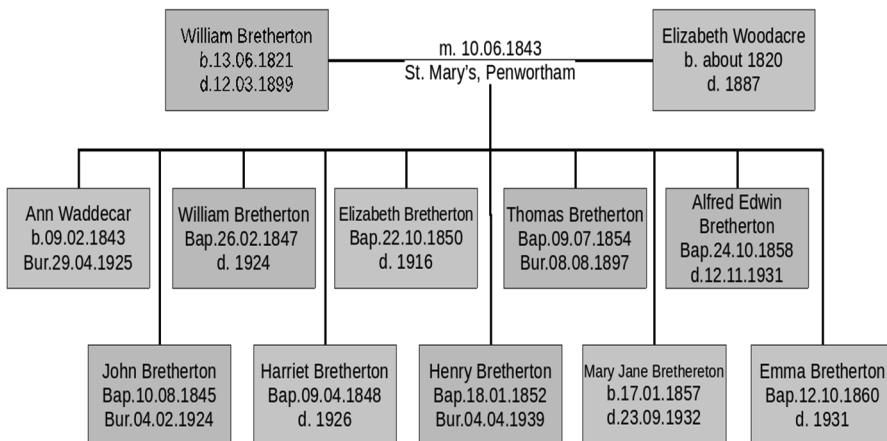 William Bretherton
b.13.06.1821
d.12.03.1899
m. 10.06.1843
St. Mary's, Penwortham
Elizabeth Woodacre
b. about 1820
d. 1887
Ann Waddecar
b.09.02.1843
Bur.29.04.1925
William Bretherton
Bap.26.02.1847
d. 1924
Elizabeth Bretherton
Bap.22.10.1850
d. 1916
Thomas Bretherton
Bap.09.07.1854
Bur.08.08.1897
Alfred Edwin
Bretherton
Bap.24.10.1858
d.12.11.1931
John Bretherton
Bap.10.08.1845
Bur.04.02.1924
Harriet Bretherton
Bap.09.04.1848
d. 1926
Henry Bretherton
Bap.18.01.1852
Bur.04.04.1939
Mary Jane Brethereton
b.17.01.1857
d.23.09.1932
Emma Bretherton
Bap.12.10.1860
d. 1931